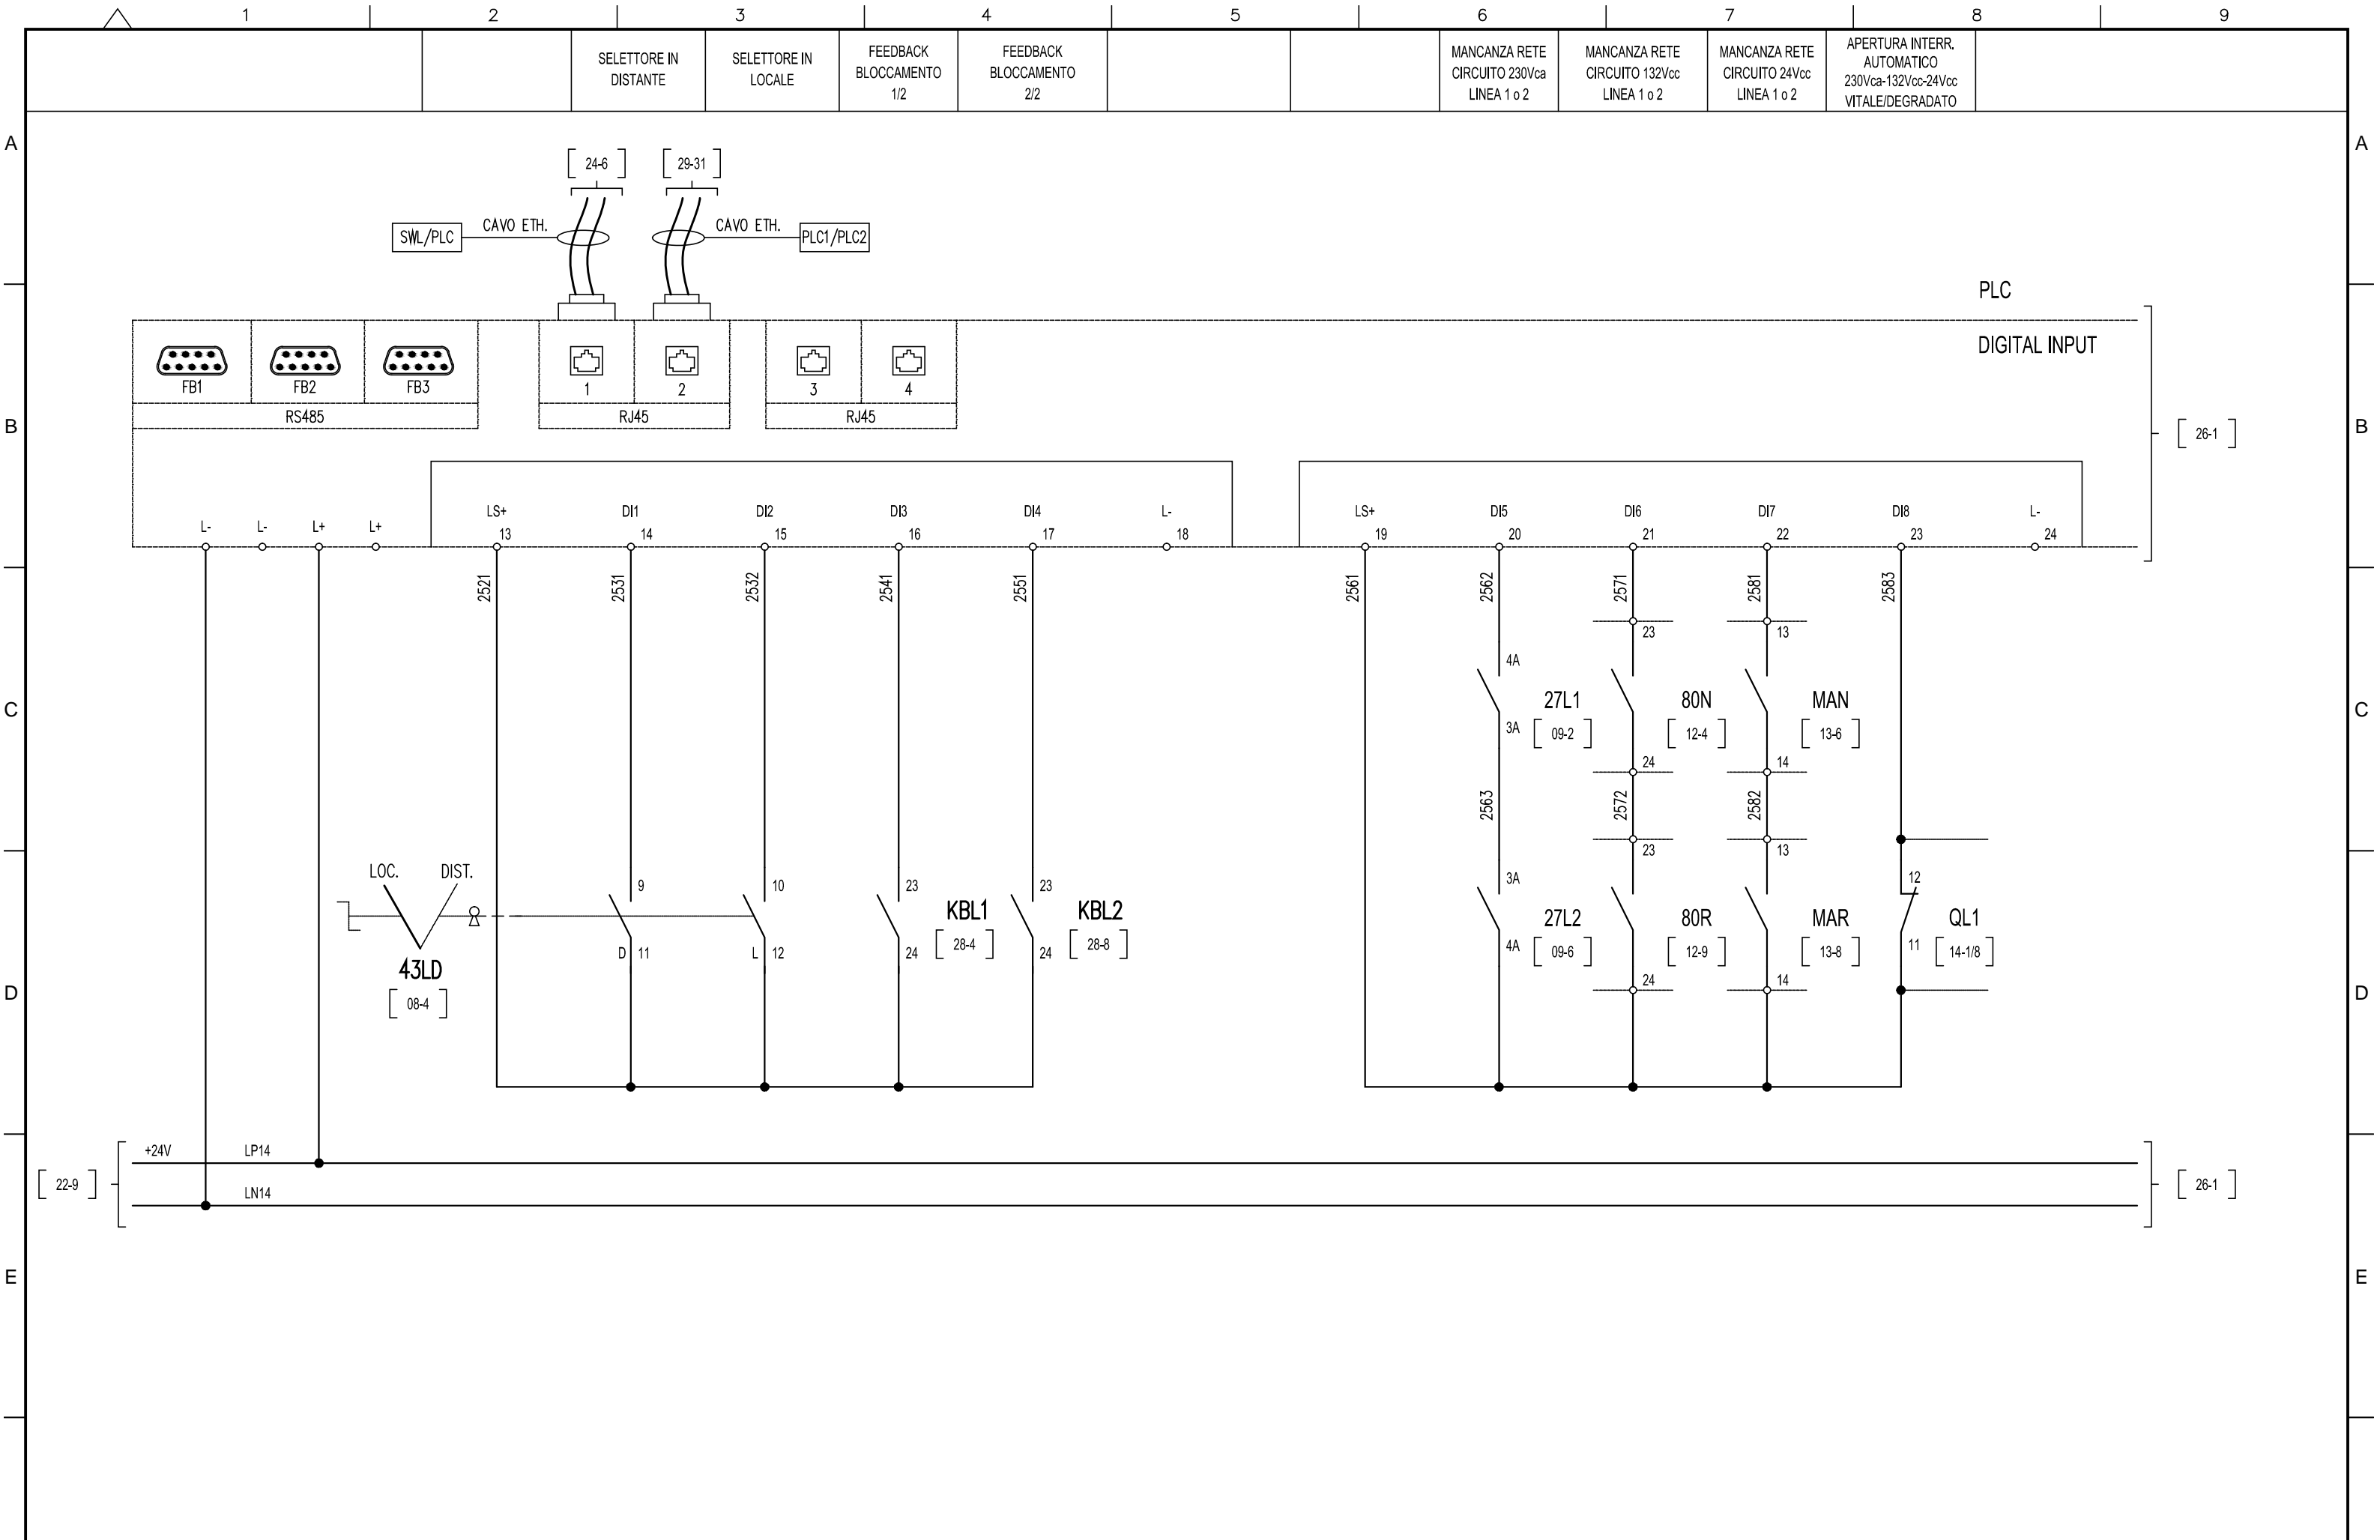 1 2 3 4 5 6 7 8 9
SELETTORE IN
DISTANTE
SELETTORE IN
LOCALE
FEEDBACK
BLOCCAMENTO
1/2
FEEDBACK
BLOCCAMENTO
2/2
MANCANZA RETE
CIRCUITO 230Vca
LINEA 1 o 2
MANCANZA RETE
CIRCUITO 132Vcc
LINEA 1 o 2
MANCANZA RETE
CIRCUITO 24Vcc
LINEA 1 o 2
APERTURA INTERR.
AUTOMATICO
230Vca-132Vcc-24Vcc
VITALE/DEGRADATO
A A
24-6 29-31
SWL/PLC CAVO ETH. CAVO ETH. PLC1/PLC2
PLC
DIGITAL INPUT
FB1 FB2 FB3 1 2 3 4
RS485 RJ45 RJ45
B 26-1 B
LS+ DI1 DI2 DI3 DI4 L- LS+ DI5 DI6 DI7 DI8 L-
L- L- L+ L+
13 14 15 16 17 18 19 20 21 22 23 24
2521 2531 2532 2541 2551 2561 2562 2571 2581 2583
23 13
4A
27L1 80N MAN
C C
3A 09-2 12-4 13-6
24 14
2563 2572 2582
23 13
LOC. DIST.
3A 12
9 10 23 23
KBL1 KBL2 27L2 80R MAR QL1
D 11 L 12 24 28-4 24 28-8 4A 09-6 12-9 13-8 11 14-1/8
43LD
24 14
D 08-4 D
+24V LP14
22-9 26-1
LN14
E E